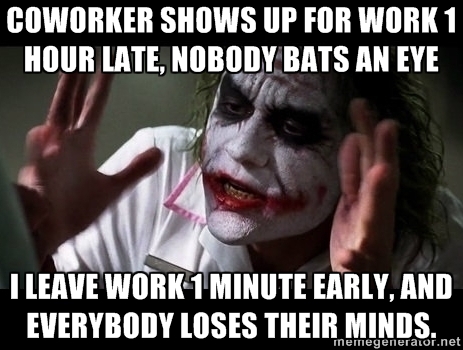 COWORKER SHOWS UP FOR WORK 1
HOUR LATE, NOBODY BATS AN EYE
I LEAVE WORK 1 MINUTE EARLY, AND
EVERYBODY LOSES THEIR MINDS.
memegenerator.net